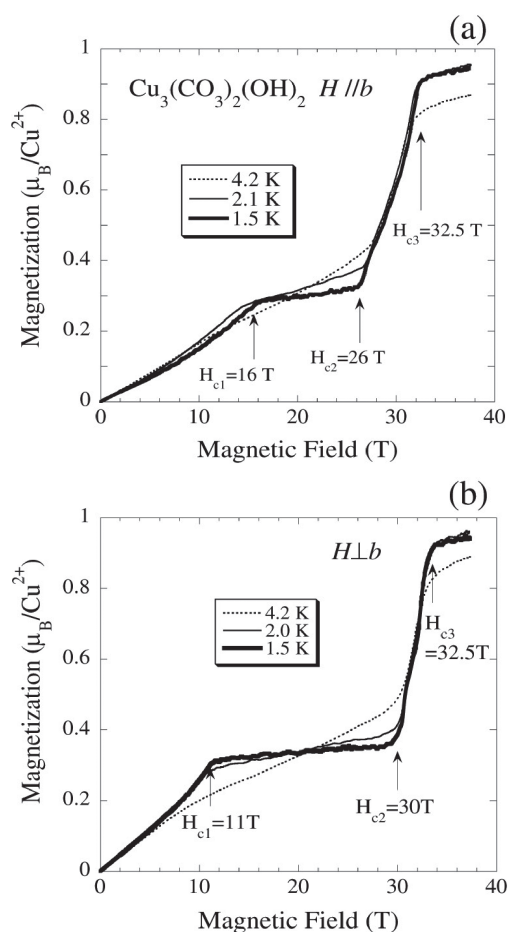 (a)
Cu3(CO3)2(OH)2 H //b
4.2 K
2.1 K
1.5 K
Hc1=16 T
Hc2=26 T
Hc3=32.5 T
Magnetization (μB/Cu2+)
1
0.8
0.6
0.4
0.2
0
0
10
20
30
40
Magnetic Field (T)
(b)
H⊥b
4.2 K
2.0 K
1.5 K
Hc1=11T
Hc2=30T
Hc3
=32.5T
Magnetization (μB/Cu2+)
1
0.8
0.6
0.4
0.2
0
0
10
20
30
40
Magnetic Field (T)